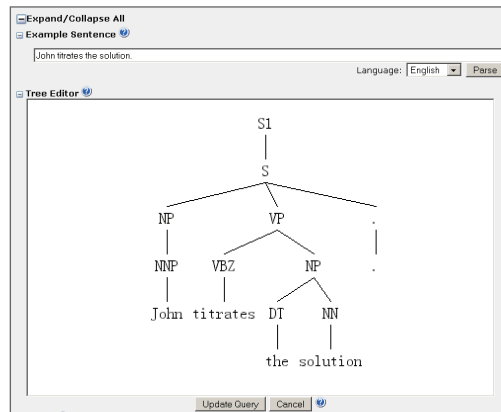 Expand/Collapse All
Example Sentence
John titrates the solution.
Language: English Parse
Tree Editor
S1
S
NP VP .
NNP VBZ NP .
John titrates DT NN
the solution
Update Query Cancel